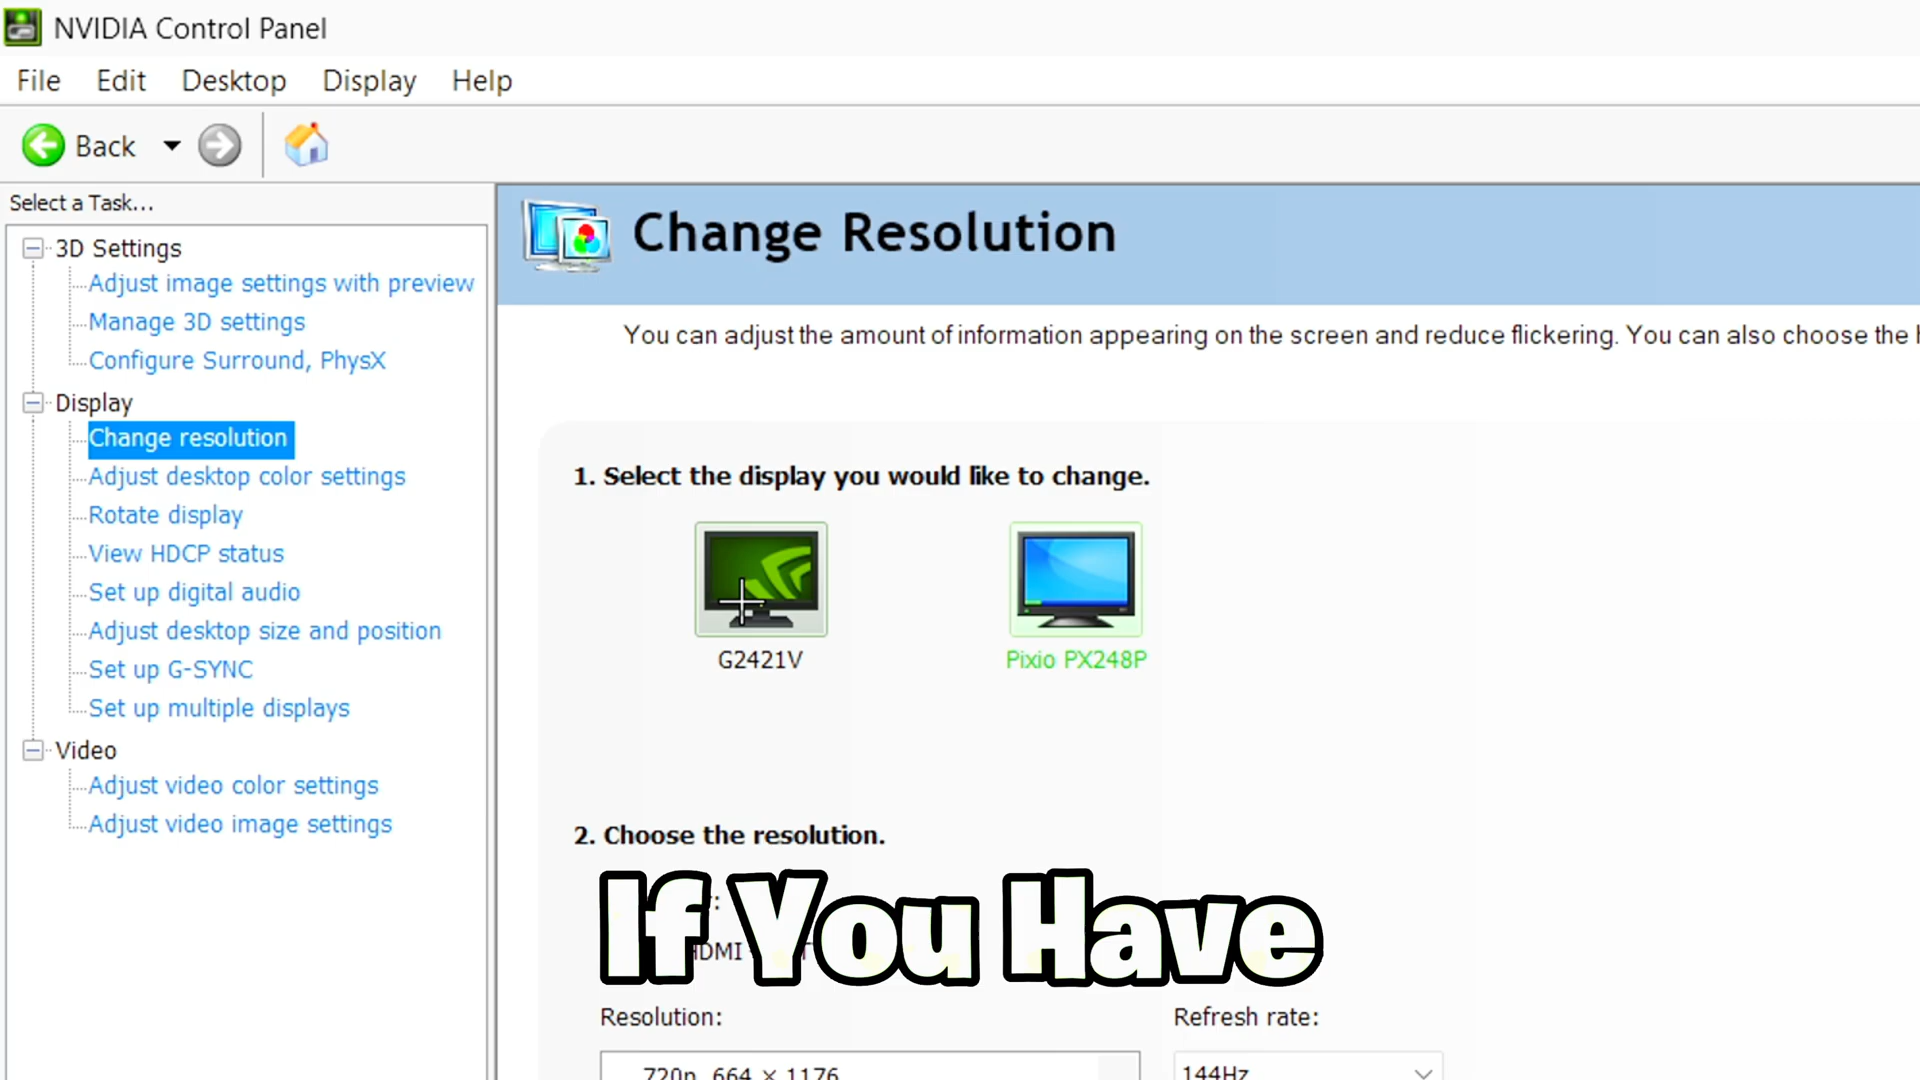 NVIDIA Control Panel
File Edit Desktop Display Help
Back
Select a Task...
3D Settings
Adjust image settings with preview
Manage 3D settings
Configure Surround, PhysX
Display
Change resolution
Adjust desktop color settings
Rotate display
View HDCP status
Set up digital audio
Adjust desktop size and position
Set up G-SYNC
Set up multiple displays
Video
Adjust video color settings
Adjust video image settings
Change Resolution
You can adjust the amount of information appearing on the screen and reduce flickering. You can also choose the
1. Select the display you would like to change.
G2421V Pixio PX248P
2. Choose the resolution.
If You Have
HDMI
Resolution: Refresh rate:
720p, 664 × 1176 144Hz